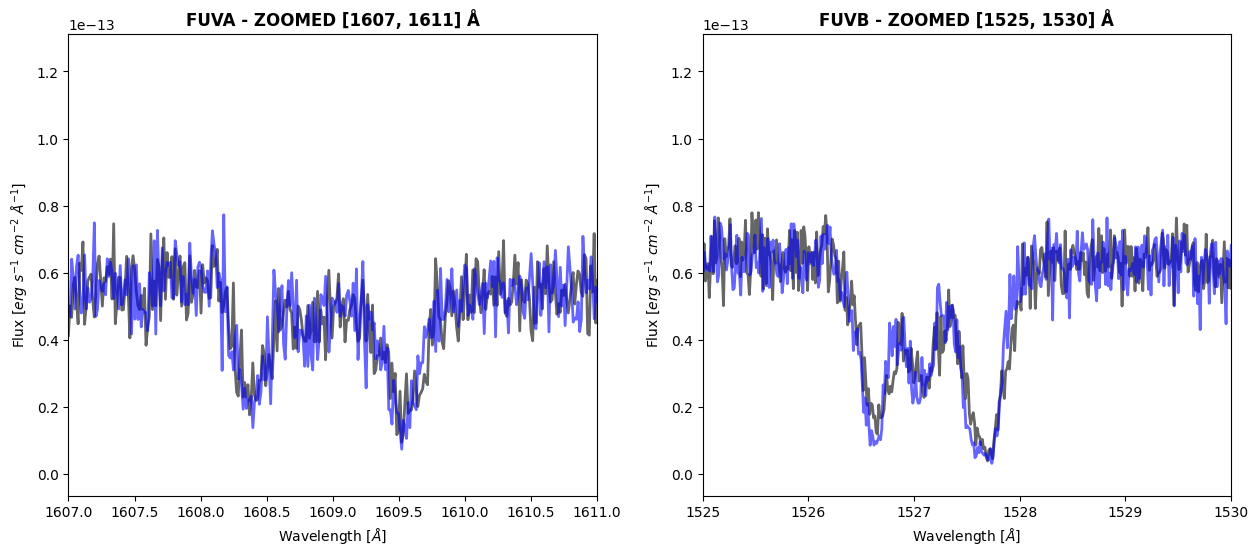 FUVA - ZOOMED [1607, 1611] Å
1e−13
1.2
1.0
0.8
0.6
0.4
0.2
0.0
Flux [erg s⁻¹ cm⁻² Å⁻¹]
1607.0 1607.5 1608.0 1608.5 1609.0 1609.5 1610.0 1610.5 1611.0
Wavelength [Å]
FUVB - ZOOMED [1525, 1530] Å
1e−13
1.2
1.0
0.8
0.6
0.4
0.2
0.0
Flux [erg s⁻¹ cm⁻² Å⁻¹]
1525 1526 1527 1528 1529 1530
Wavelength [Å]